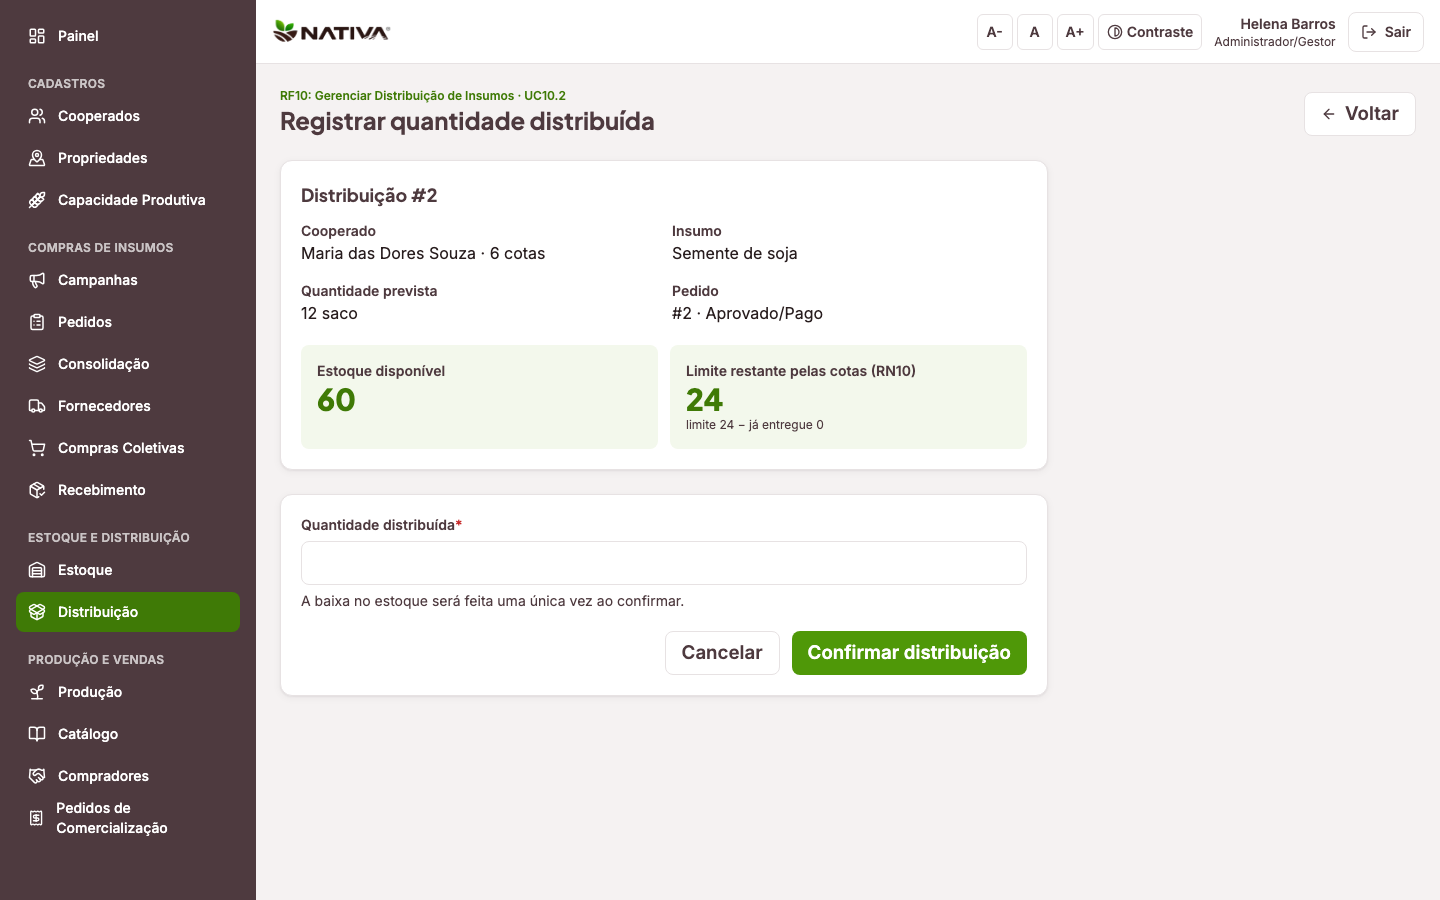 Painel
CADASTROS
Cooperados
Propriedades
Capacidade Produtiva
COMPRAS DE INSUMOS
Campanhas
Pedidos
Consolidação
Fornecedores
Compras Coletivas
Recebimento
ESTOQUE E DISTRIBUIÇÃO
Estoque
Distribuição
PRODUÇÃO E VENDAS
Produção
Catálogo
Compradores
Pedidos de
Comercialização
NATIVA
A-
A
A+
Contraste
Helena Barros
Administrador/Gestor
Sair
RF10: Gerenciar Distribuição de Insumos · UC10.2
Registrar quantidade distribuída
Voltar
Distribuição #2
Cooperado
Maria das Dores Souza · 6 cotas
Insumo
Semente de soja
Quantidade prevista
12 saco
Pedido
#2 · Aprovado/Pago
Estoque disponível
60
Limite restante pelas cotas (RN10)
24
limite 24 − já entregue 0
Quantidade distribuída*
A baixa no estoque será feita uma única vez ao confirmar.
Cancelar
Confirmar distribuição